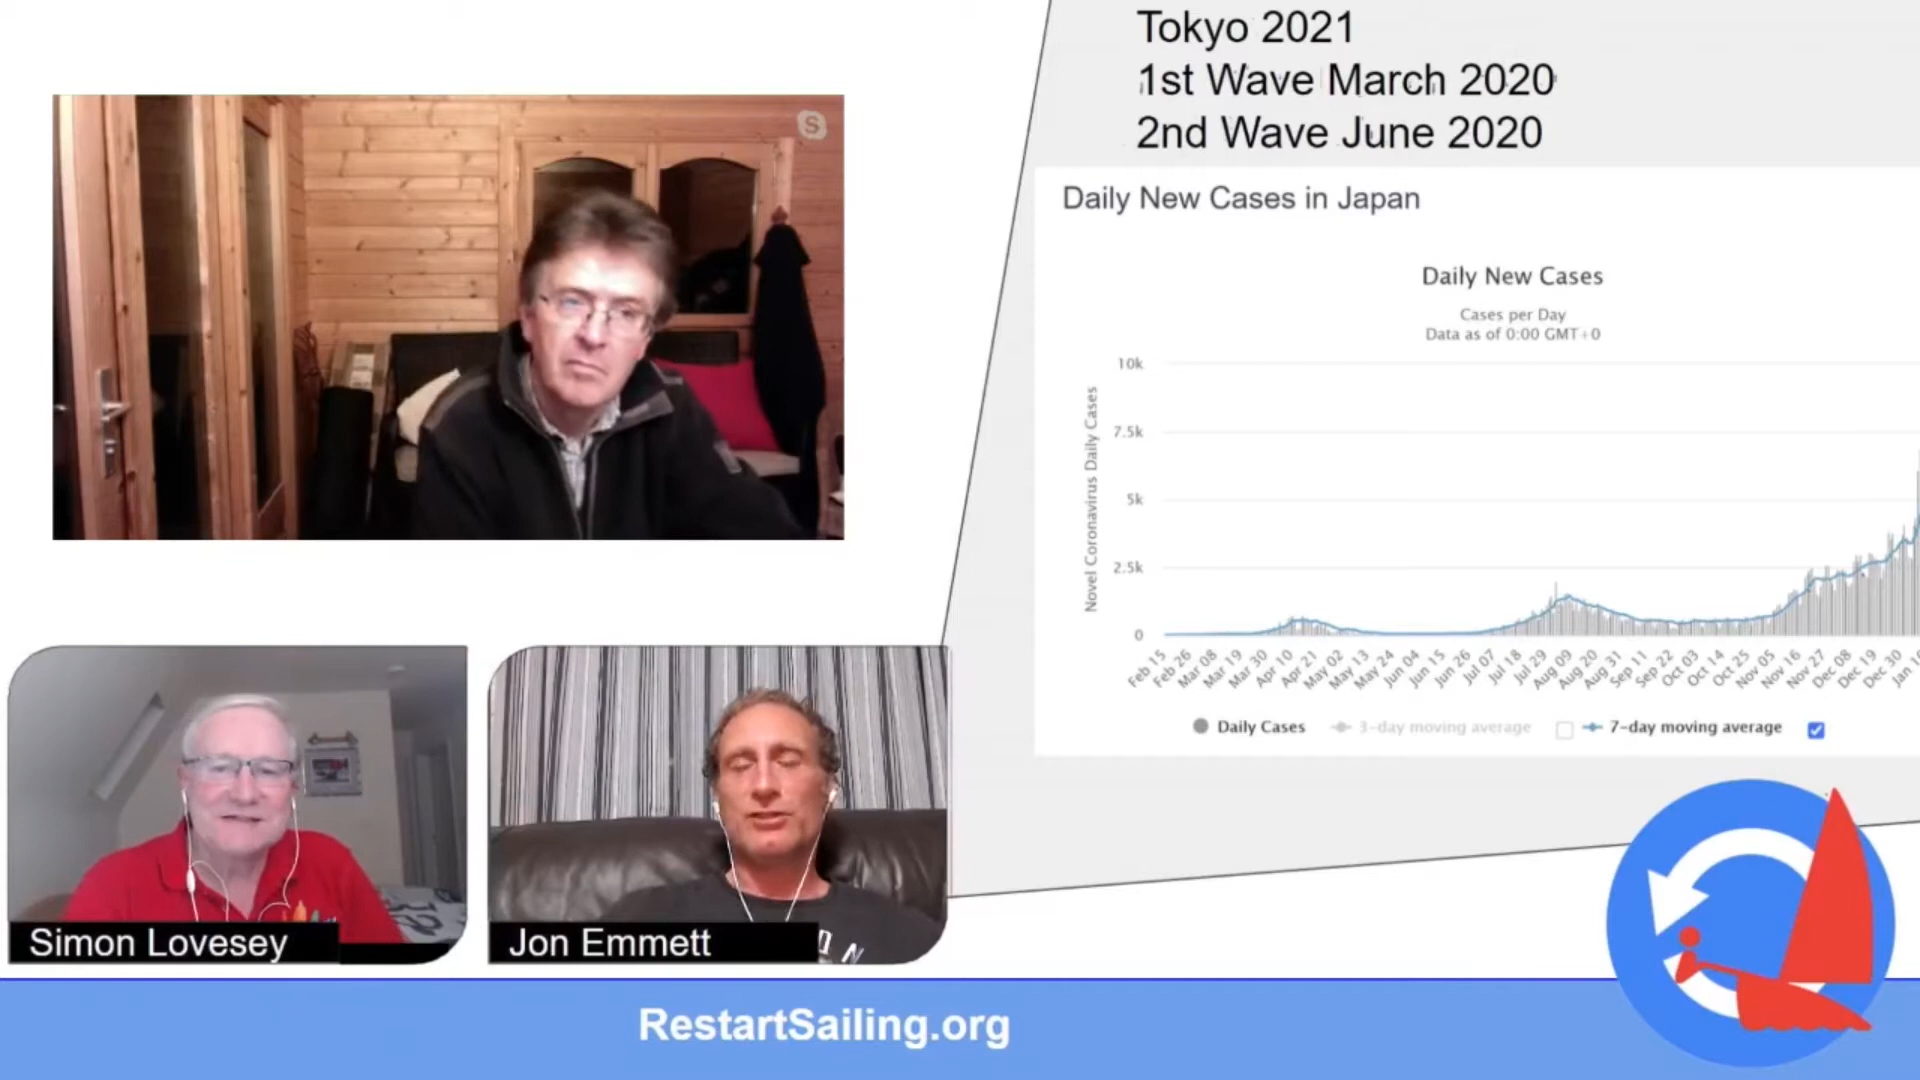 Tokyo 2021
1st Wave March 2020
2nd Wave June 2020
Daily New Cases in Japan
Daily New Cases
Cases per Day
Data as of 0:00 GMT+0
Novel Coronavirus Daily Cases
10k
7.5k
5k
2.5k
0
Feb 15
Feb 26
Mar 08
Mar 19
Mar 30
Apr 10
Apr 21
May 02
May 13
May 24
Jun 04
Jun 15
Jun 26
Jul 07
Jul 18
Jul 29
Aug 09
Aug 20
Aug 31
Sep 11
Sep 22
Oct 03
Oct 14
Oct 25
Nov 05
Nov 16
Nov 27
Dec 08
Dec 19
Dec 30
Daily Cases
3-day moving average
7-day moving average
S
Simon Lovesey
Jon Emmett
RestartSailing.org